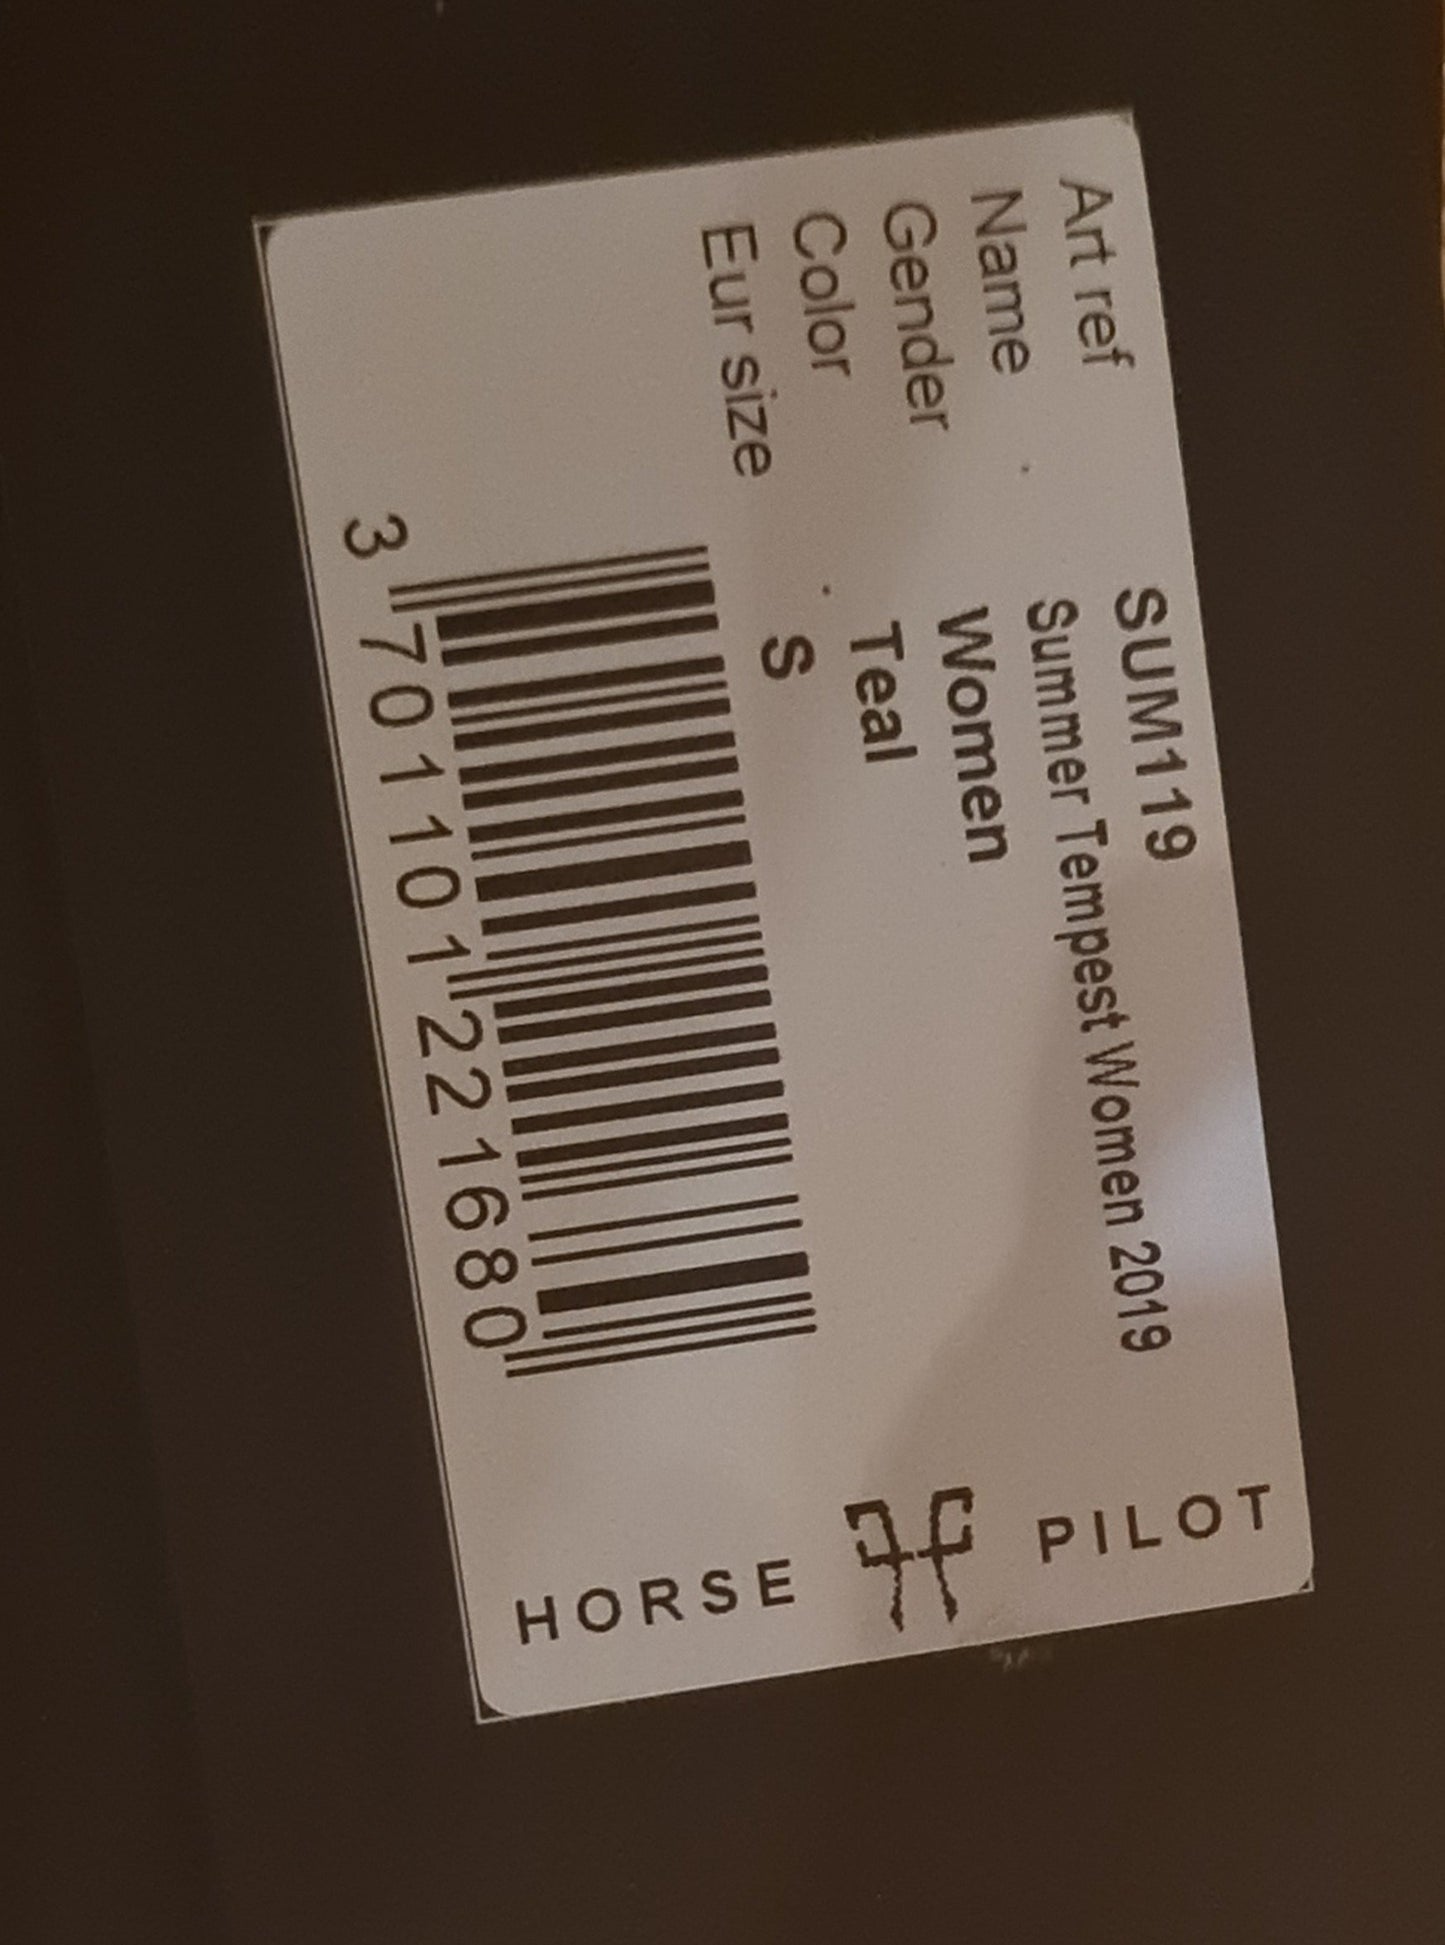 Art ref SUM119
Name Summer Tempest Women 2019
Gender Women
Color Teal
Eur size S
3 701101 221680
HORSE PILOT